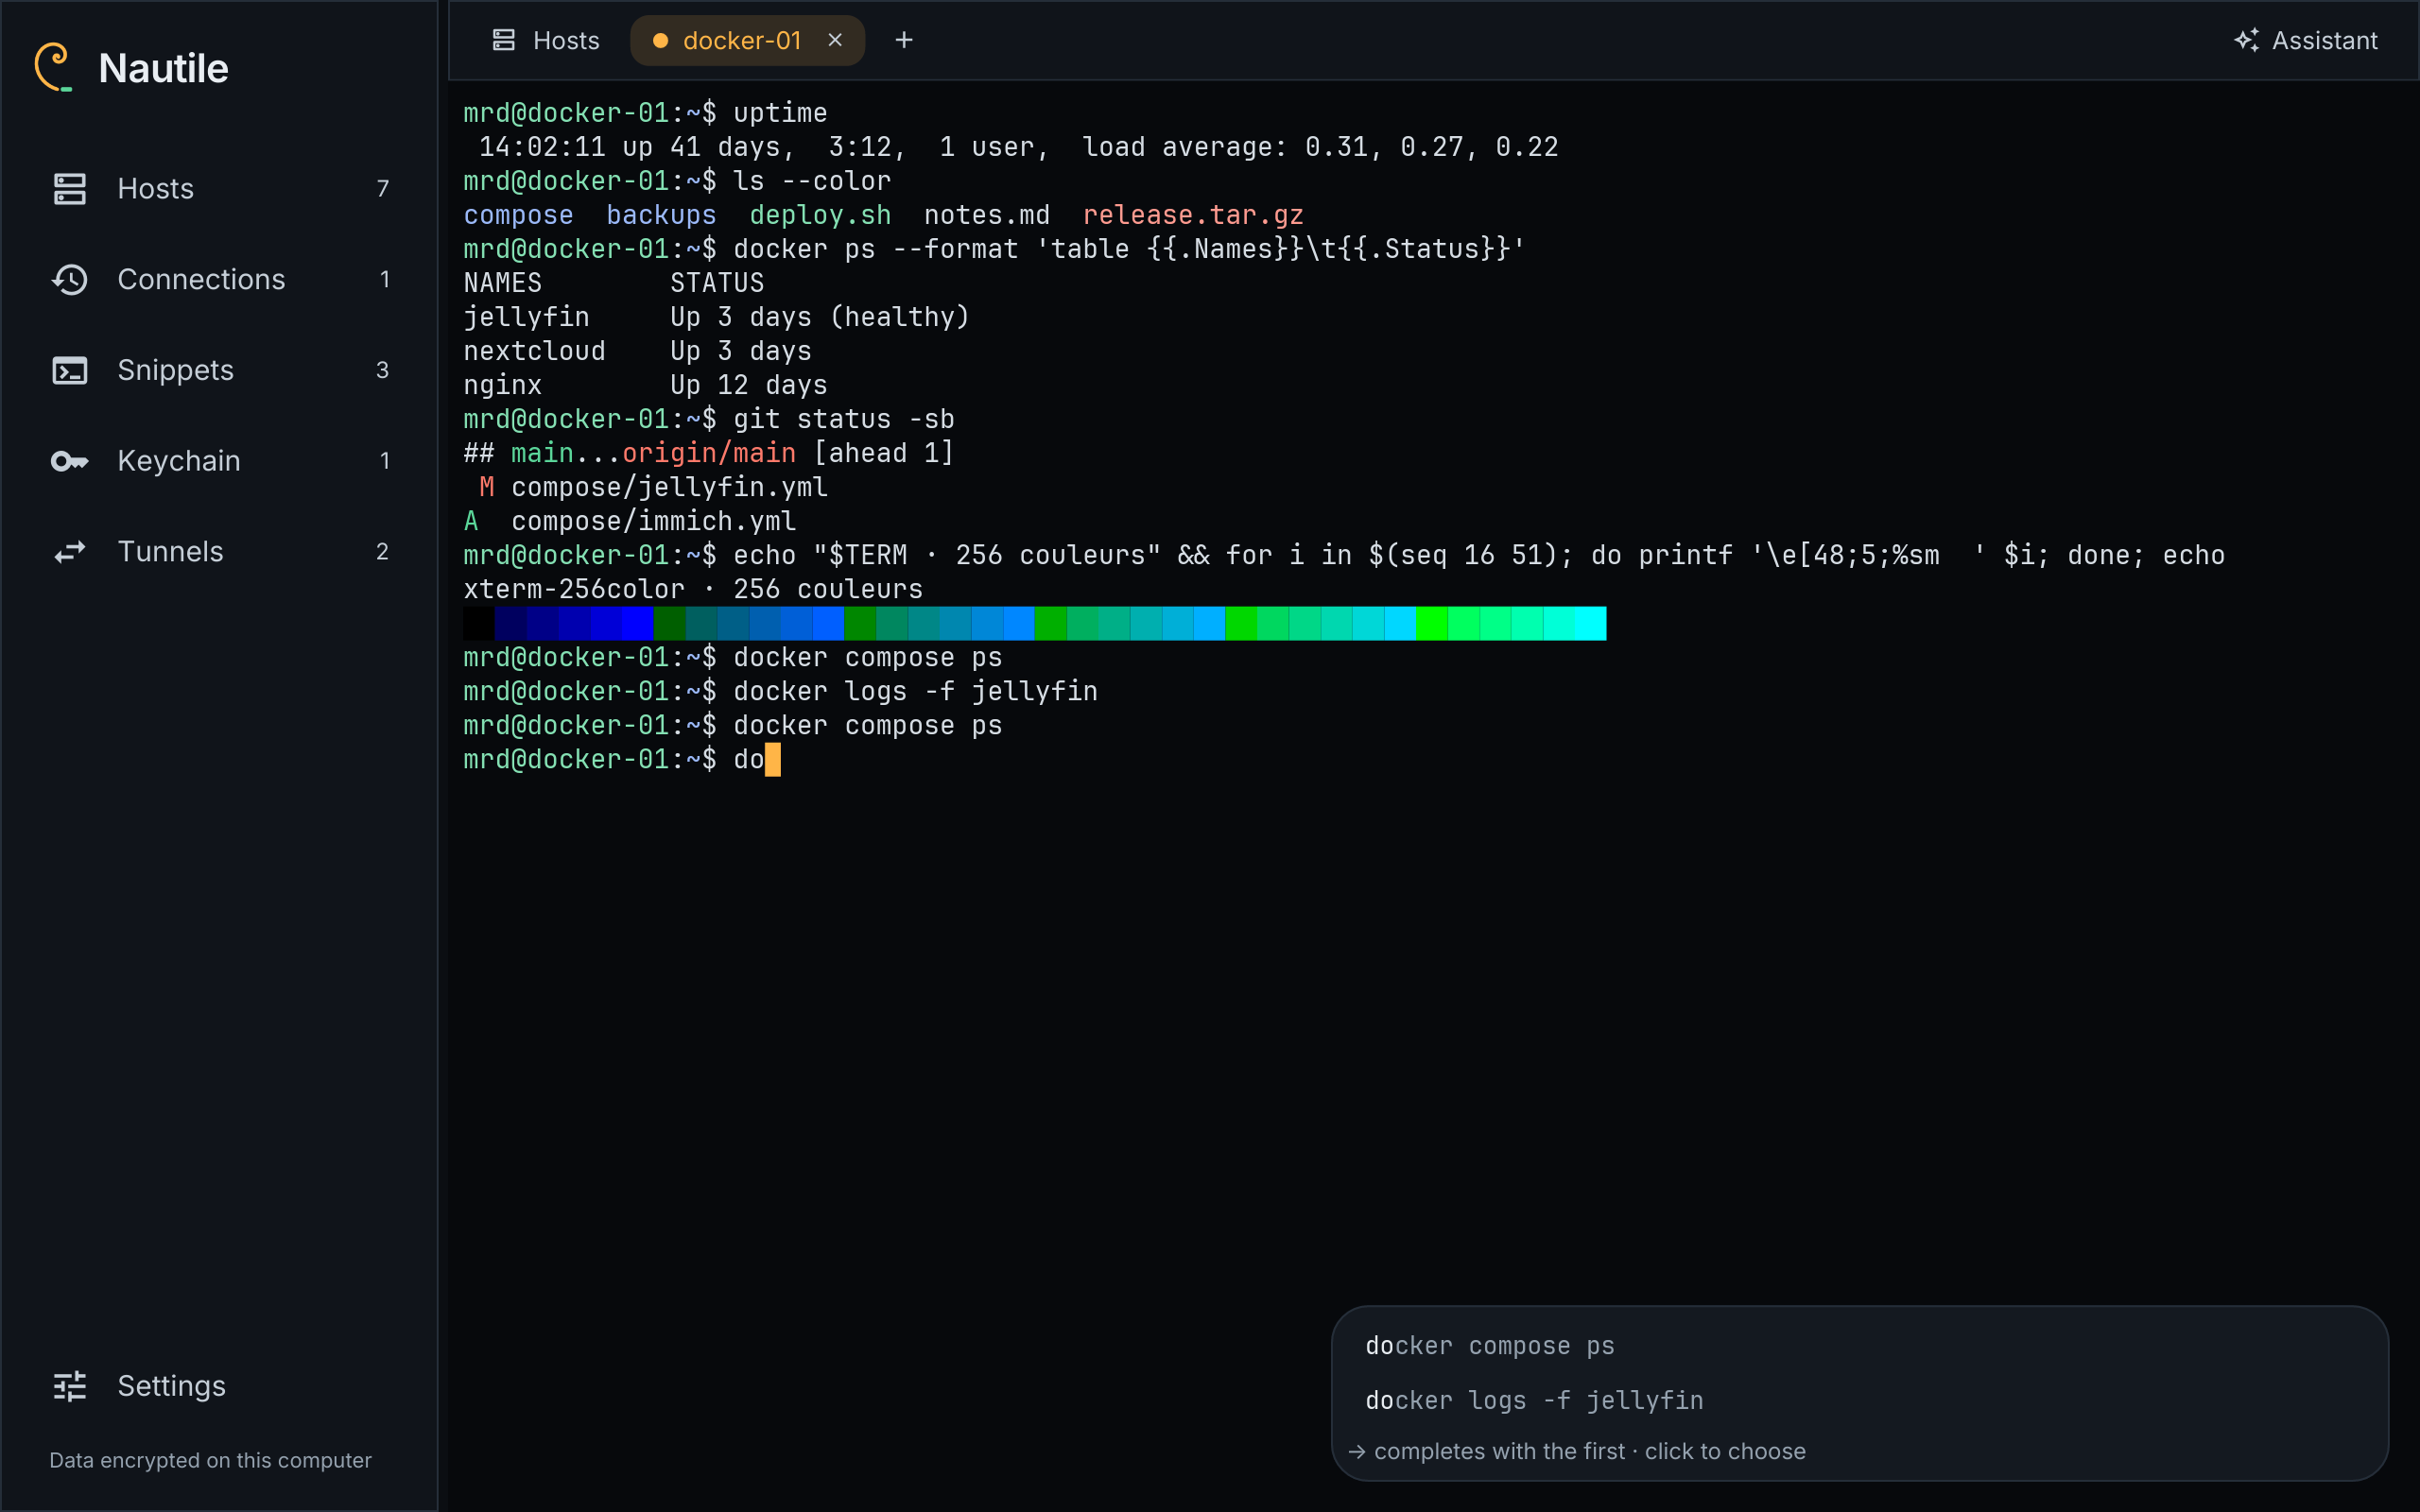 Nautile
Hosts 7
Connections 1
Snippets 3
Keychain 1
Tunnels 2
Settings
Data encrypted on this computer
Hosts docker-01 × + Assistant
mrd@docker-01:~$ uptime
 14:02:11 up 41 days,  3:12,  1 user,  load average: 0.31, 0.27, 0.22
mrd@docker-01:~$ ls --color
compose  backups  deploy.sh  notes.md  release.tar.gz
mrd@docker-01:~$ docker ps --format 'table {{.Names}}\t{{.Status}}'
NAMES        STATUS
jellyfin     Up 3 days (healthy)
nextcloud    Up 3 days
nginx        Up 12 days
mrd@docker-01:~$ git status -sb
## main...origin/main [ahead 1]
 M compose/jellyfin.yml
A  compose/immich.yml
mrd@docker-01:~$ echo "$TERM · 256 couleurs" && for i in $(seq 16 51); do printf '\e[48;5;%sm  ' $i; done; echo
xterm-256color · 256 couleurs
mrd@docker-01:~$ docker compose ps
mrd@docker-01:~$ docker logs -f jellyfin
mrd@docker-01:~$ docker compose ps
mrd@docker-01:~$ do
docker compose ps
docker logs -f jellyfin
→ completes with the first · click to choose